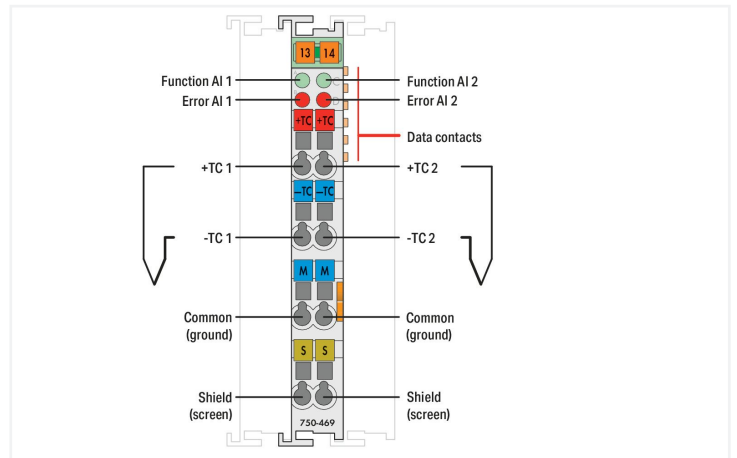 13 14
Function AI 1
C
Function AI 2
Error AI 1
D
Error AI 2
+TC +TC
Data contacts
+TC 1
+TC 2
–TC –TC
-TC 1
-TC 2
M M
Common
(ground)
Common
(ground)
S S
Shield
(screen)
Shield
(screen)
750-469